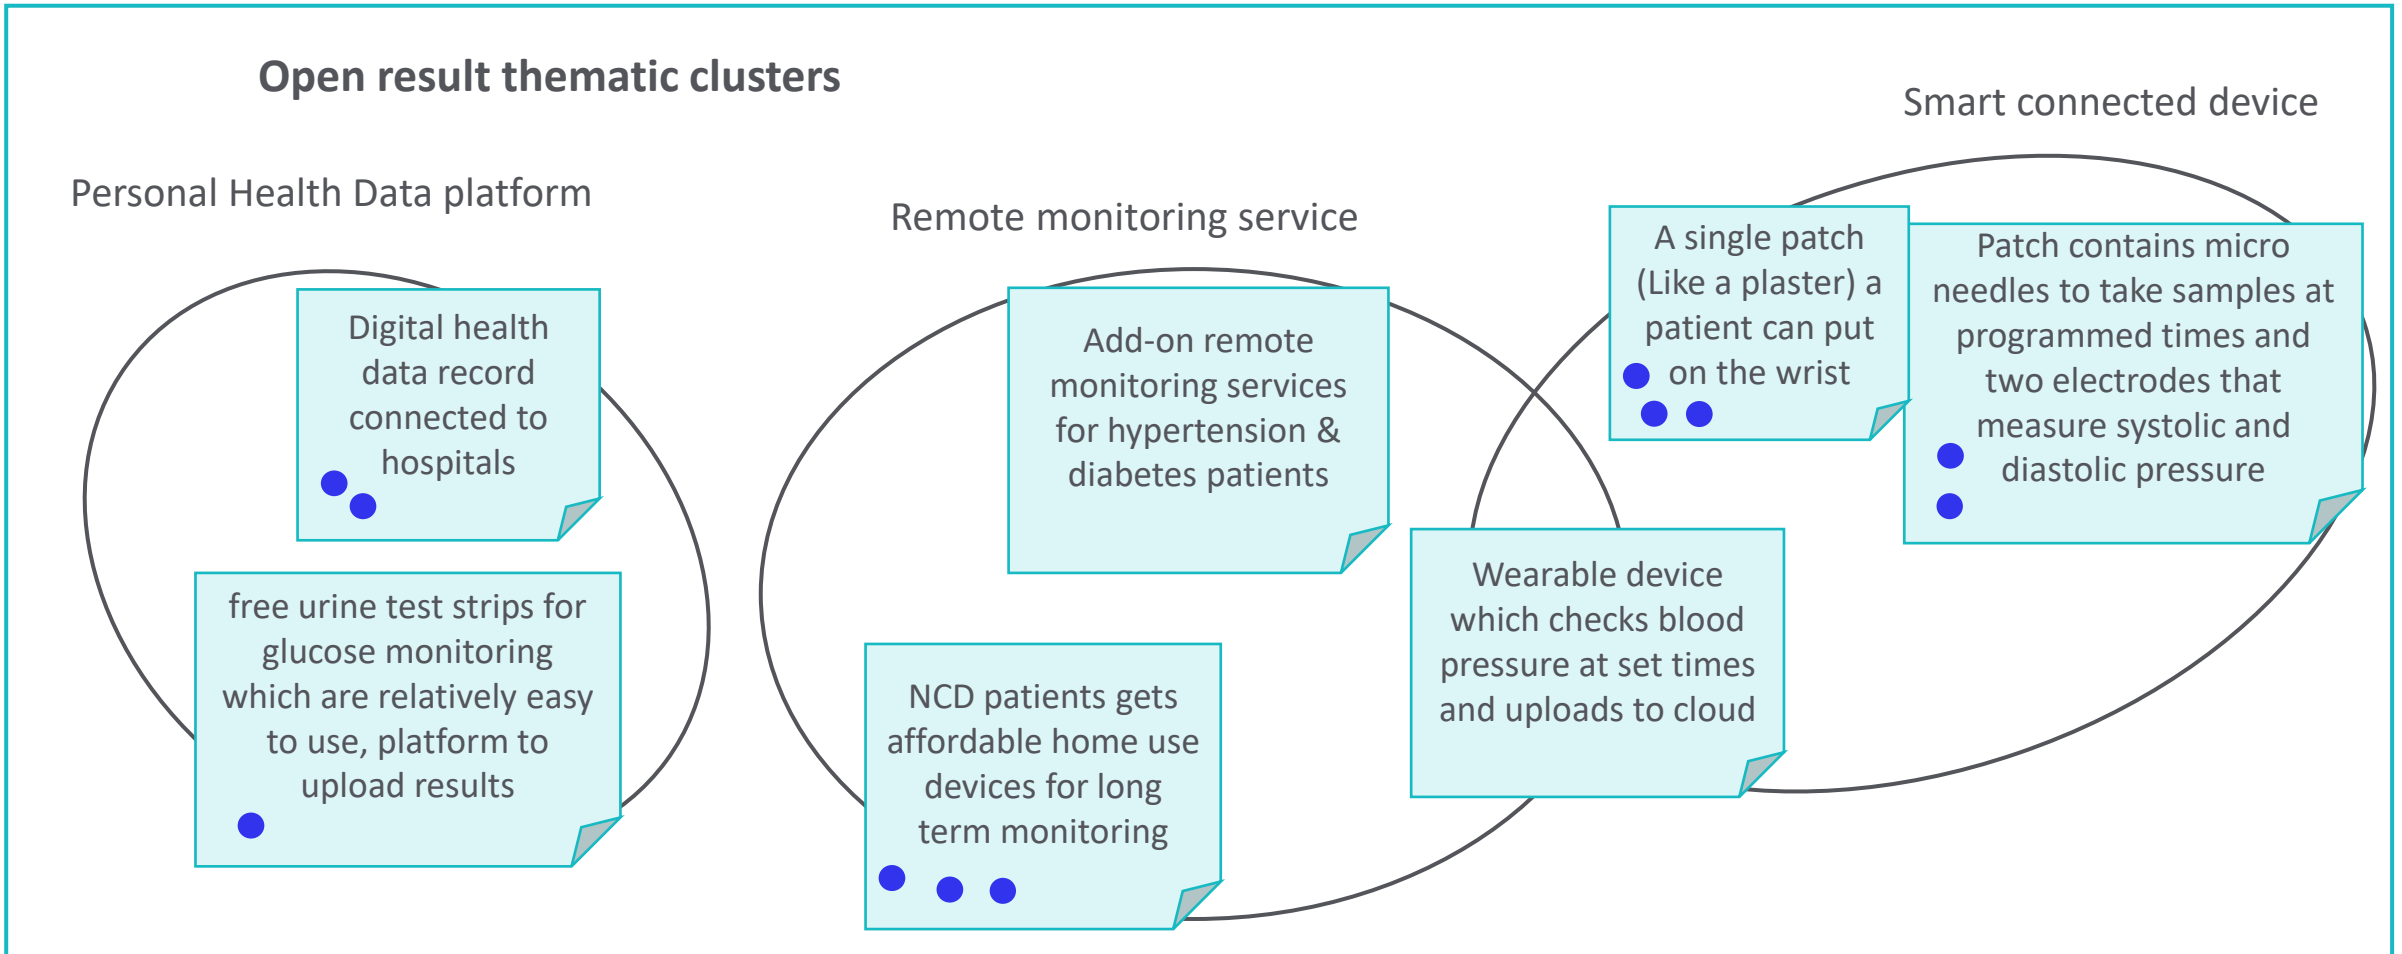 Open result thematic clusters
Personal Health Data platform
Digital health
data record
connected to
hospitals
free urine test strips for
glucose monitoring
which are relatively easy
to use, platform to
upload results
Remote monitoring service
Add-on remote
monitoring services
for hypertension &
diabetes patients
NCD patients gets
affordable home use
devices for long
term monitoring
Wearable device
which checks blood
pressure at set times
and uploads to cloud
Smart connected device
A single patch
(Like a plaster) a
patient can put
on the wrist
Patch contains micro
needles to take samples at
programmed times and
two electrodes that
measure systolic and
diastolic pressure